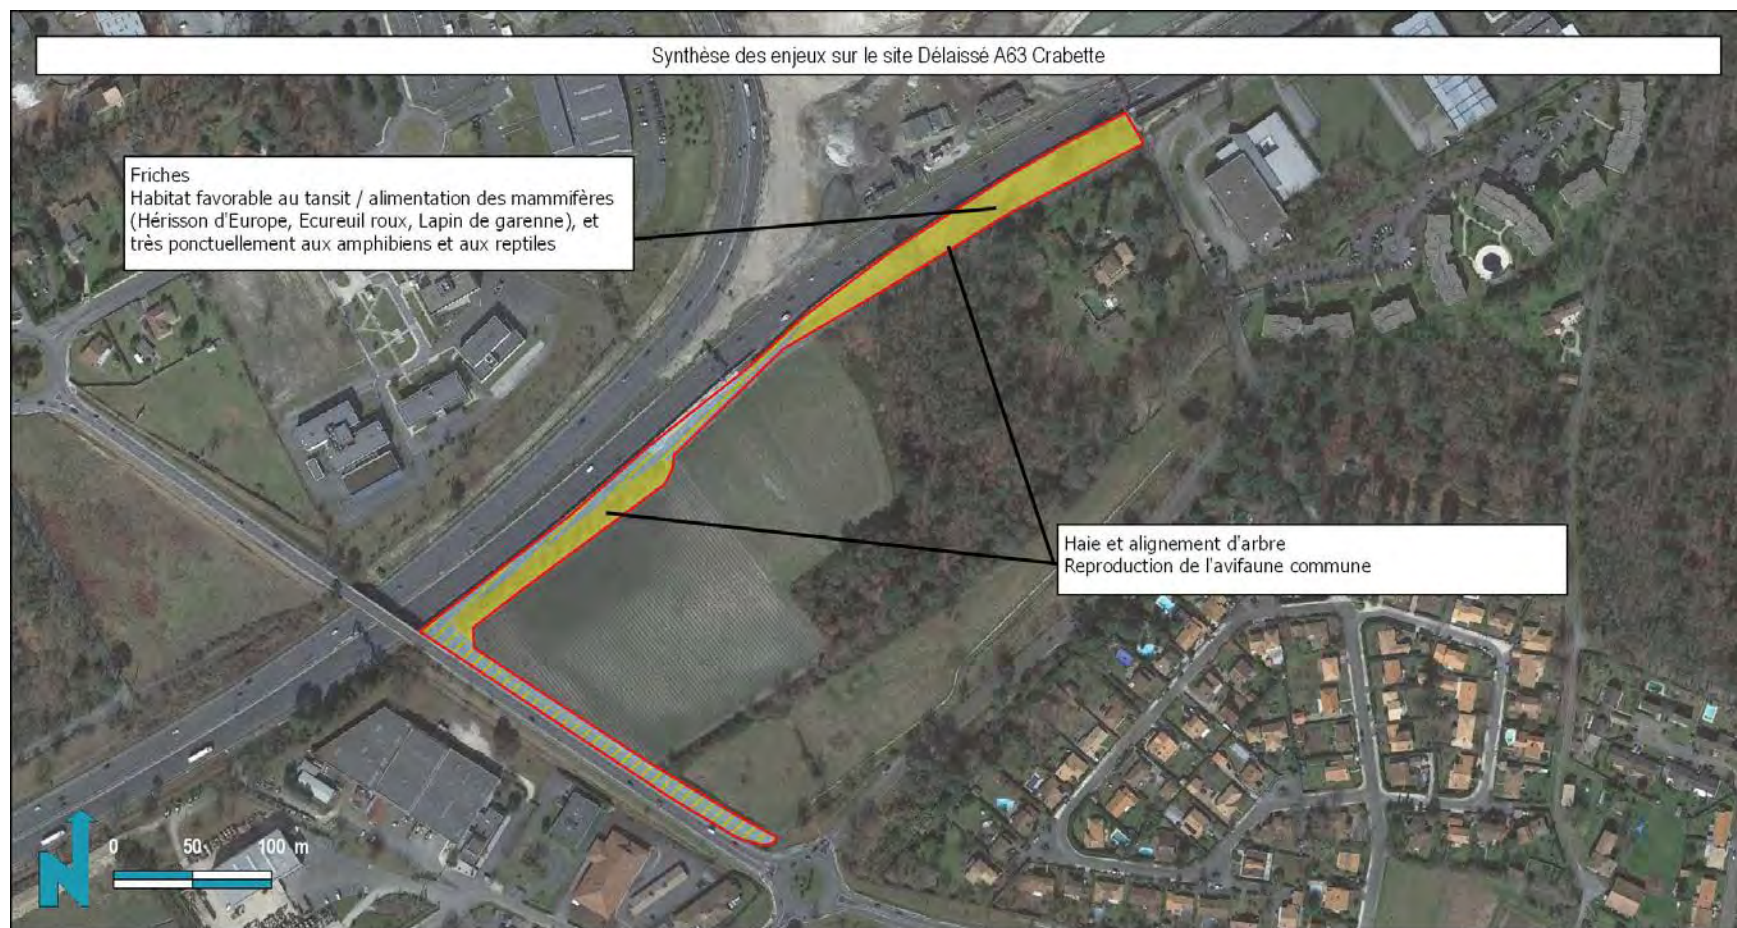 Synthèse des enjeux sur le site Délaissé A63 Crabette
Friches
Habitat favorable au tansit / alimentation des mammifères
(Hérisson d'Europe, Ecureuil roux, Lapin de garenne), et
très ponctuellement aux amphibiens et aux reptiles
Haie et alignement d'arbre
Reproduction de l'avifaune commune
0 50 100 m
N